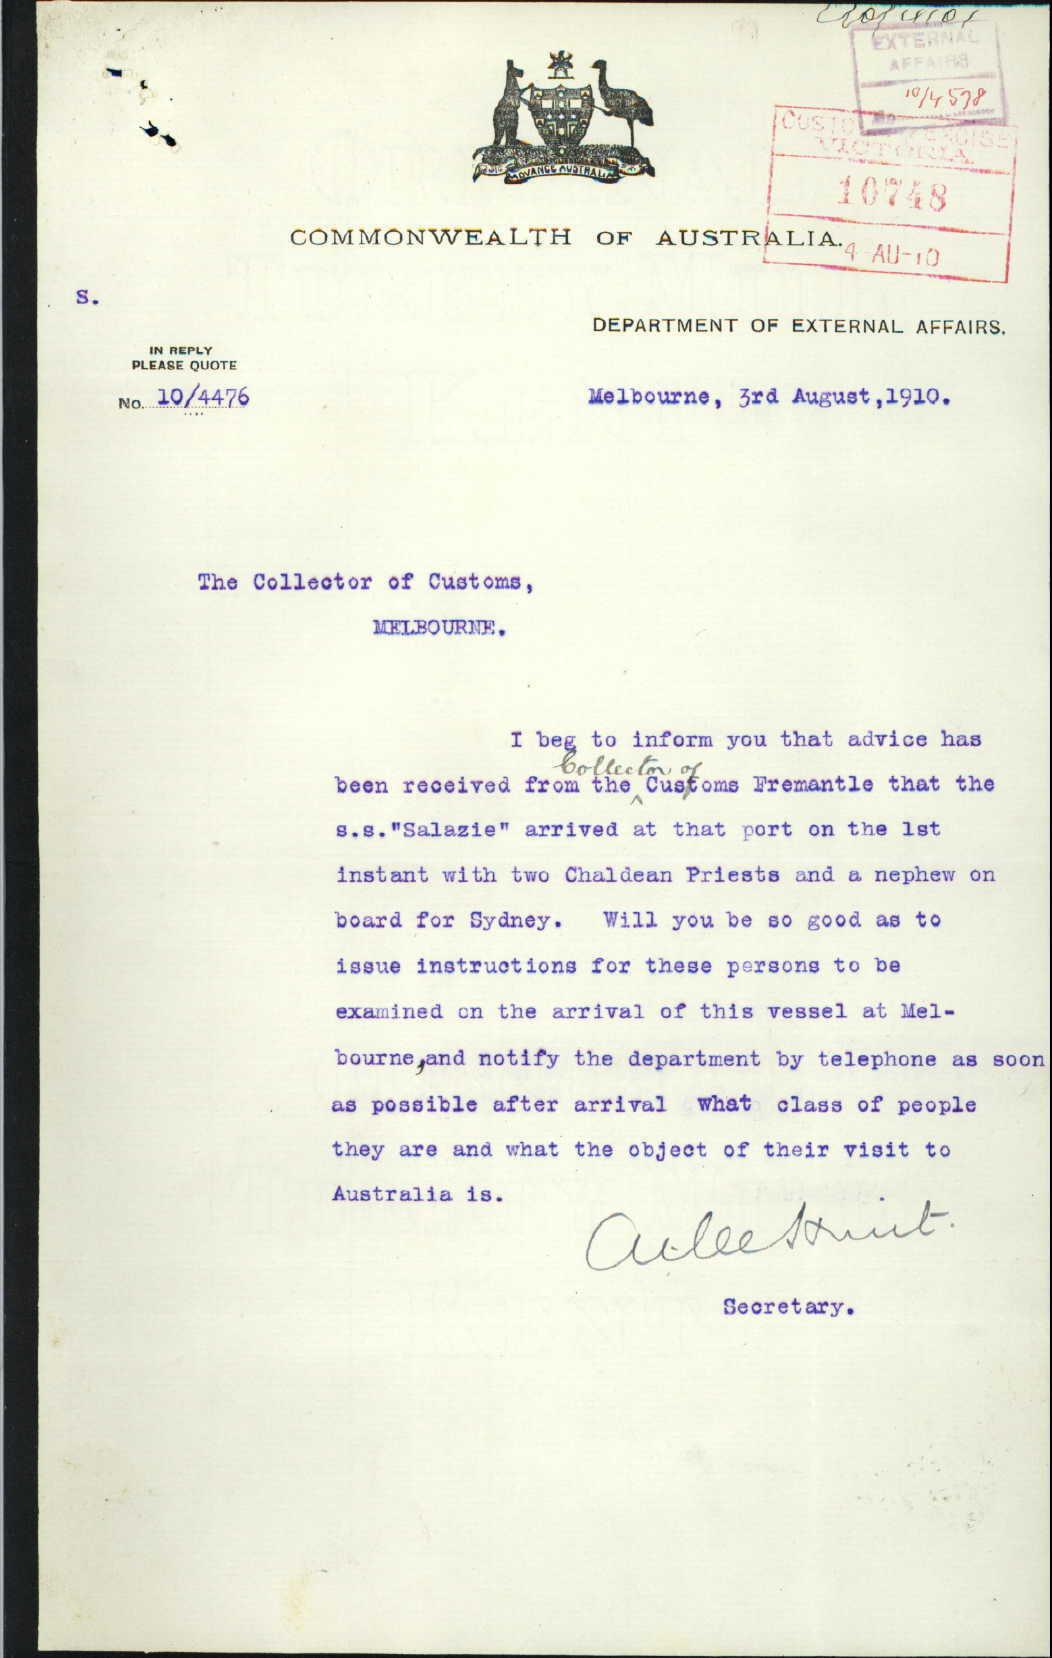 EXTERNAL
AFFAIRS
10/4578
VICTORIA
10748
4 AU-10
ADVANCE AUSTRALIA
COMMONWEALTH OF AUSTRALIA.
S.
DEPARTMENT OF EXTERNAL AFFAIRS.
IN REPLY
PLEASE QUOTE
No. 10/4476
Melbourne, 3rd August,1910.
The Collector of Customs,
MELBOURNE.
I beg to inform you that advice has
Collector of
been received from the Customs Fremantle that the
s.s."Salazie" arrived at that port on the 1st
instant with two Chaldean Priests and a nephew on
board for Sydney. Will you be so good as to
issue instructions for these persons to be
examined on the arrival of this vessel at Mel-
bourne,and notify the department by telephone as soon
as possible after arrival what class of people
they are and what the object of their visit to
Australia is.
Atlee Hunt.
Secretary.